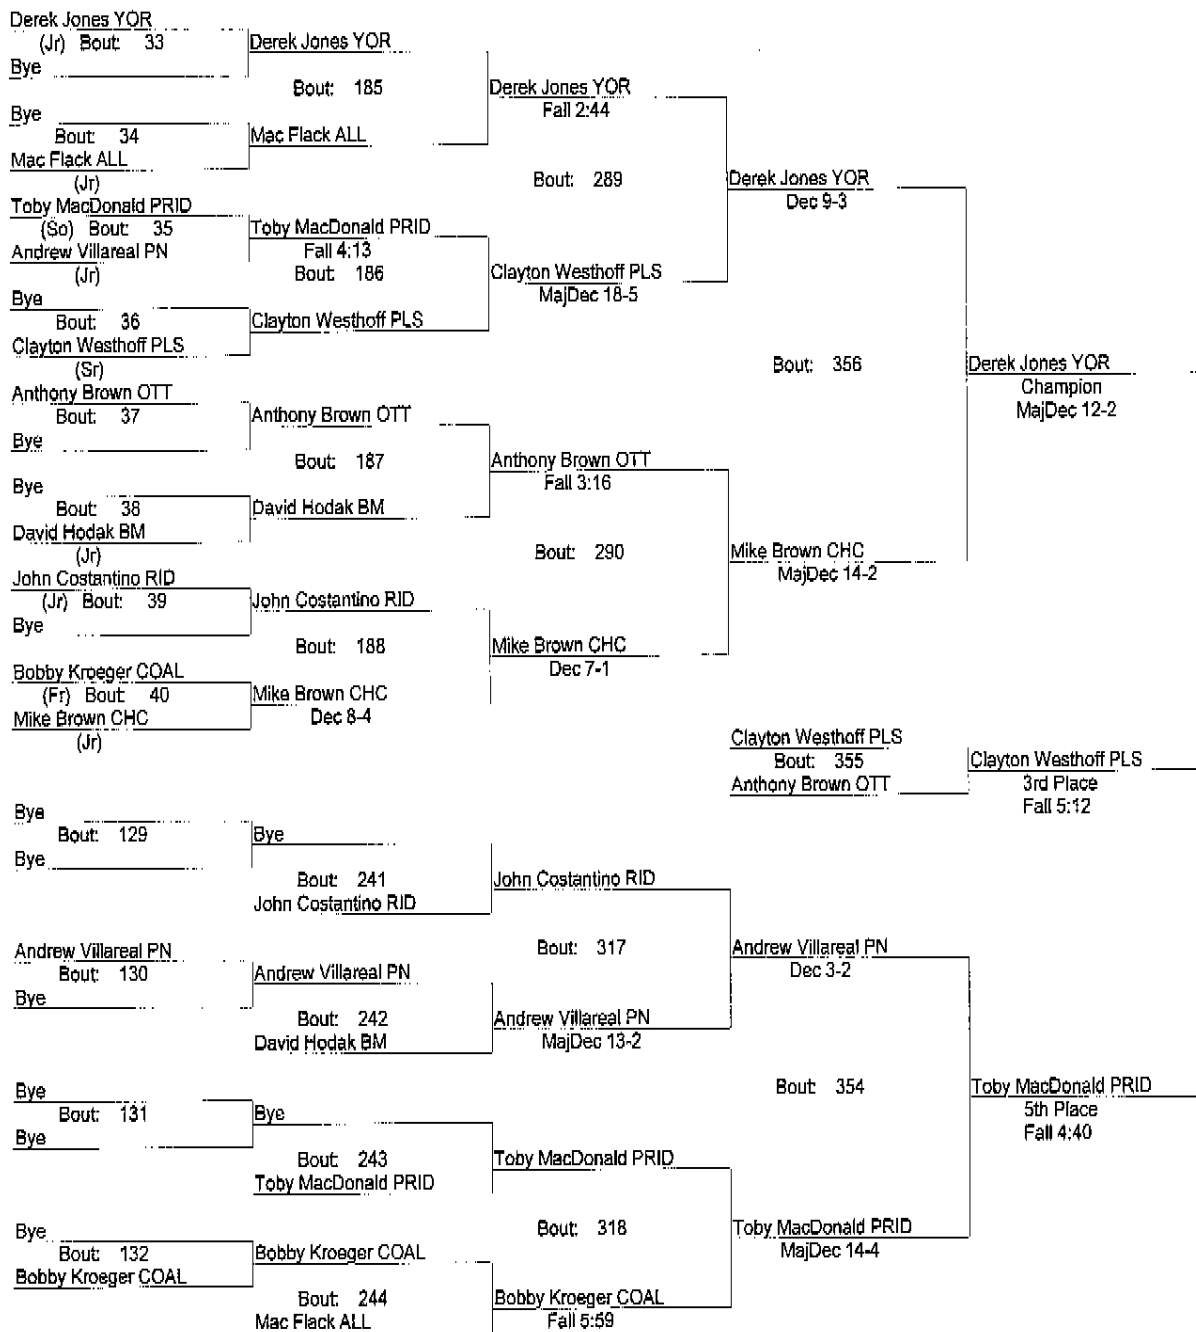 Derek Jones YOR
(Jr) Bout: 33
Bye
Derek Jones YOR
Bout: 185
Bye
Bout: 34
Mac Flack ALL
(Jr)
Mac Flack ALL
Derek Jones YOR
Fall 2:44
Bout: 289
Toby MacDonald PRID
(So) Bout: 35
Andrew Villareal PN
(Jr)
Toby MacDonald PRID
Fall 4:13
Bout: 186
Bye
Bout: 36
Clayton Westhoff PLS
(Sr)
Clayton Westhoff PLS
Clayton Westhoff PLS
MajDec 18-5
Derek Jones YOR
Dec 9-3
Bout: 356
Anthony Brown OTT
Bout: 37
Bye
Anthony Brown OTT
Bout: 187
Bye
Bout: 38
David Hodak BM
(Jr)
David Hodak BM
Anthony Brown OTT
Fall 3:16
Bout: 290
John Costantino RID
(Jr) Bout: 39
Bye
John Costantino RID
Bout: 188
Bobby Kroeger COAL
(Fr) Bout: 40
Mike Brown CHC
(Jr)
Mike Brown CHC
Dec 8-4
Mike Brown CHC
Dec 7-1
Mike Brown CHC
MajDec 14-2
Derek Jones YOR
Champion
MajDec 12-2
Clayton Westhoff PLS
Bout: 355
Anthony Brown OTT
Clayton Westhoff PLS
3rd Place
Fall 5:12
Bye
Bout: 129
Bye
Bye
Bout: 241
John Costantino RID
John Costantino RID
Bout: 317
Andrew Villareal PN
Bout: 130
Bye
Andrew Villareal PN
Bout: 242
David Hodak BM
Andrew Villareal PN
MajDec 13-2
Andrew Villareal PN
Dec 3-2
Bout: 354
Bye
Bout: 131
Bye
Bye
Bout: 243
Toby MacDonald PRID
Toby MacDonald PRID
Bout: 318
Bye
Bout: 132
Bobby Kroeger COAL
Bobby Kroeger COAL
Bout: 244
Mac Flack ALL
Bobby Kroeger COAL
Fall 5:59
Toby MacDonald PRID
MajDec 14-4
Toby MacDonald PRID
5th Place
Fall 4:40